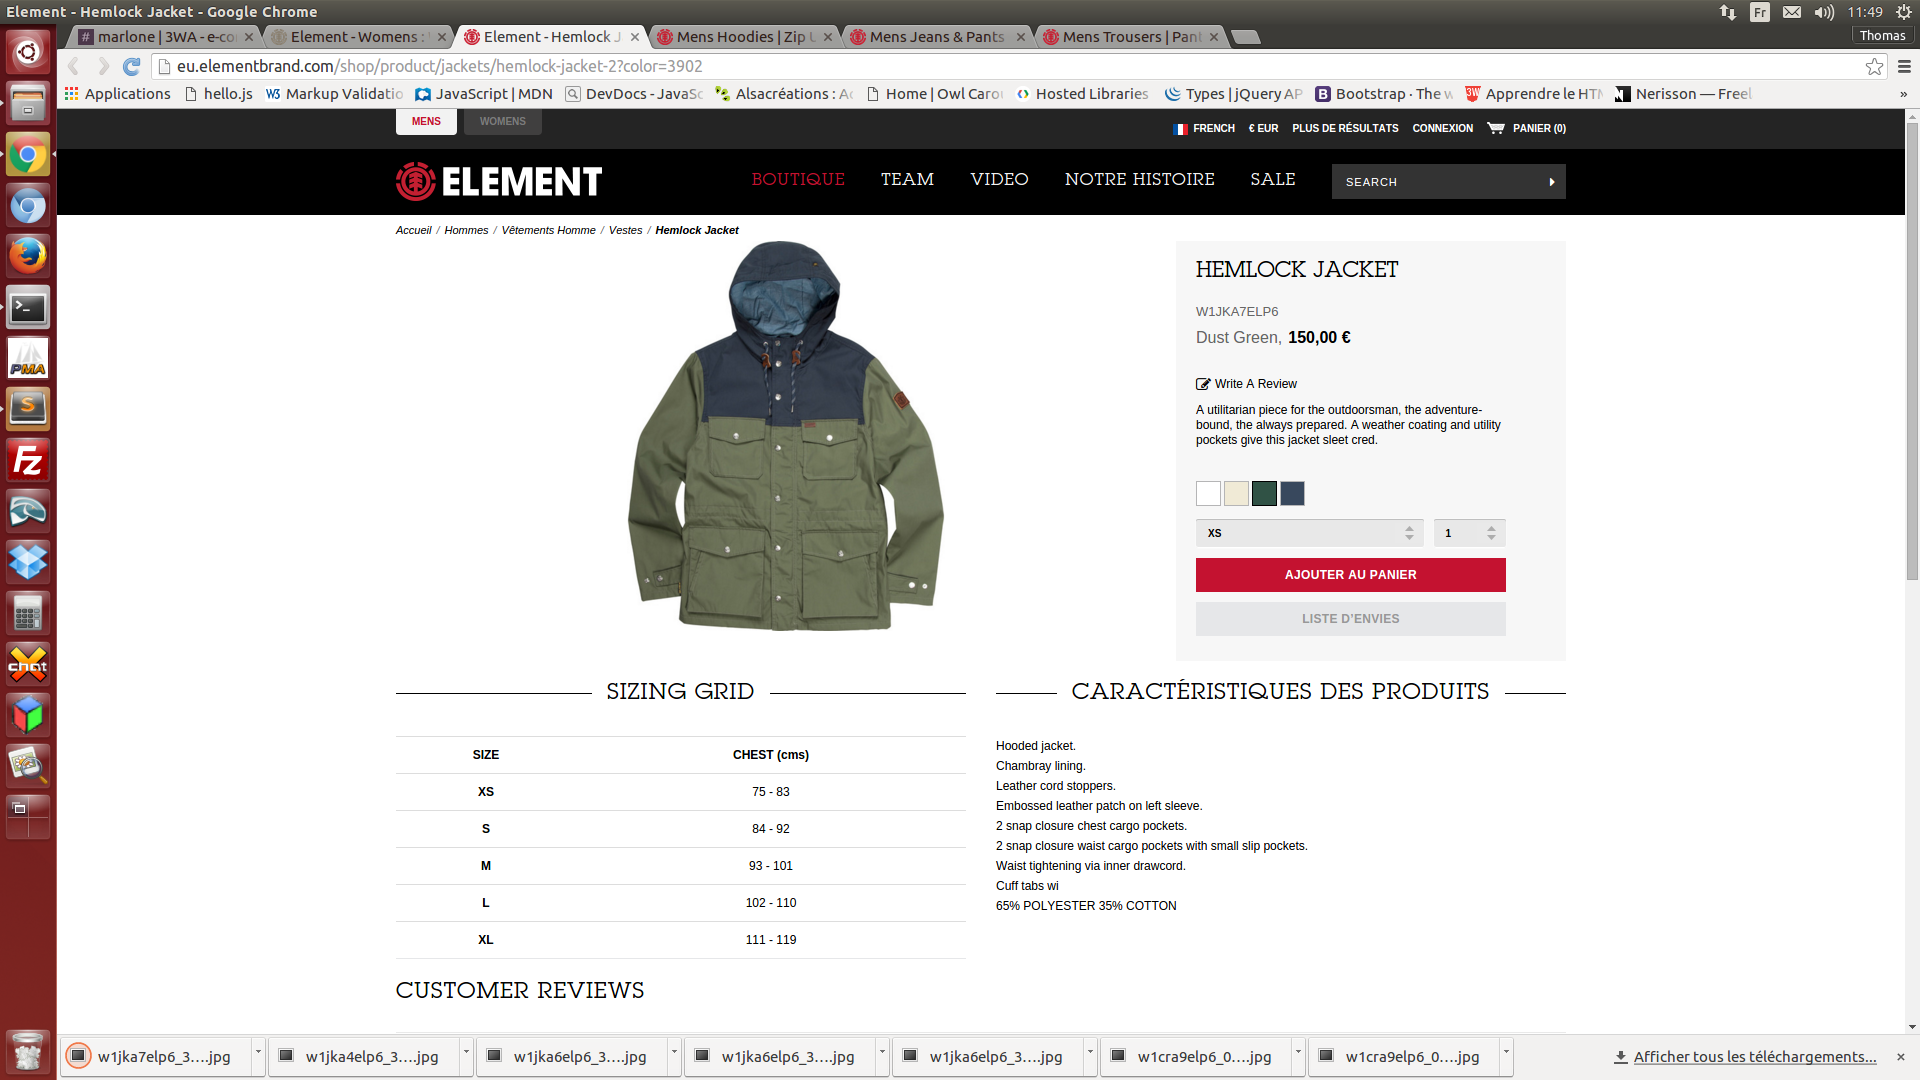 Element - Hemlock Jacket - Google Chrome
Fr
11:49
Thomas
marlone | 3WA - e-co
Element - Womens :
Element - Hemlock J
Mens Hoodies | Zip U
Mens Jeans & Pants
Mens Trousers | Pant
eu.elementbrand.com/shop/product/jackets/hemlock-jacket-2?color=3902
Applications
hello.js
Markup Validatio
JavaScript | MDN
DevDocs - JavaSc
Alsacréations : Ac
Home | Owl Carou
Hosted Libraries
Types | jQuery AP
Bootstrap · The w
Apprendre le HTM
Nerisson — Freel
»
MENS
WOMENS
FRENCH
€ EUR
PLUS DE RÉSULTATS
CONNEXION
PANIER (0)
ELEMENT
BOUTIQUE
TEAM
VIDEO
NOTRE HISTOIRE
SALE
SEARCH
Accueil / Hommes / Vêtements Homme / Vestes / Hemlock Jacket
HEMLOCK JACKET
W1JKA7ELP6
Dust Green, 150,00 €
Write A Review
A utilitarian piece for the outdoorsman, the adventure-
bound, the always prepared. A weather coating and utility
pockets give this jacket sleet cred.
XS
1
AJOUTER AU PANIER
LISTE D'ENVIES
SIZING GRID
SIZE CHEST (cms)
XS 75 - 83
S 84 - 92
M 93 - 101
L 102 - 110
XL 111 - 119
CARACTÉRISTIQUES DES PRODUITS
Hooded jacket.
Chambray lining.
Leather cord stoppers.
Embossed leather patch on left sleeve.
2 snap closure chest cargo pockets.
2 snap closure waist cargo pockets with small slip pockets.
Waist tightening via inner drawcord.
Cuff tabs wi
65% POLYESTER 35% COTTON
CUSTOMER REVIEWS
PMA
S
Fz
chat
w1jka7elp6_3....jpg
w1jka4elp6_3....jpg
w1jka6elp6_3....jpg
w1jka6elp6_3....jpg
w1jka6elp6_3....jpg
w1cra9elp6_0....jpg
w1cra9elp6_0....jpg
Afficher tous les téléchargements...